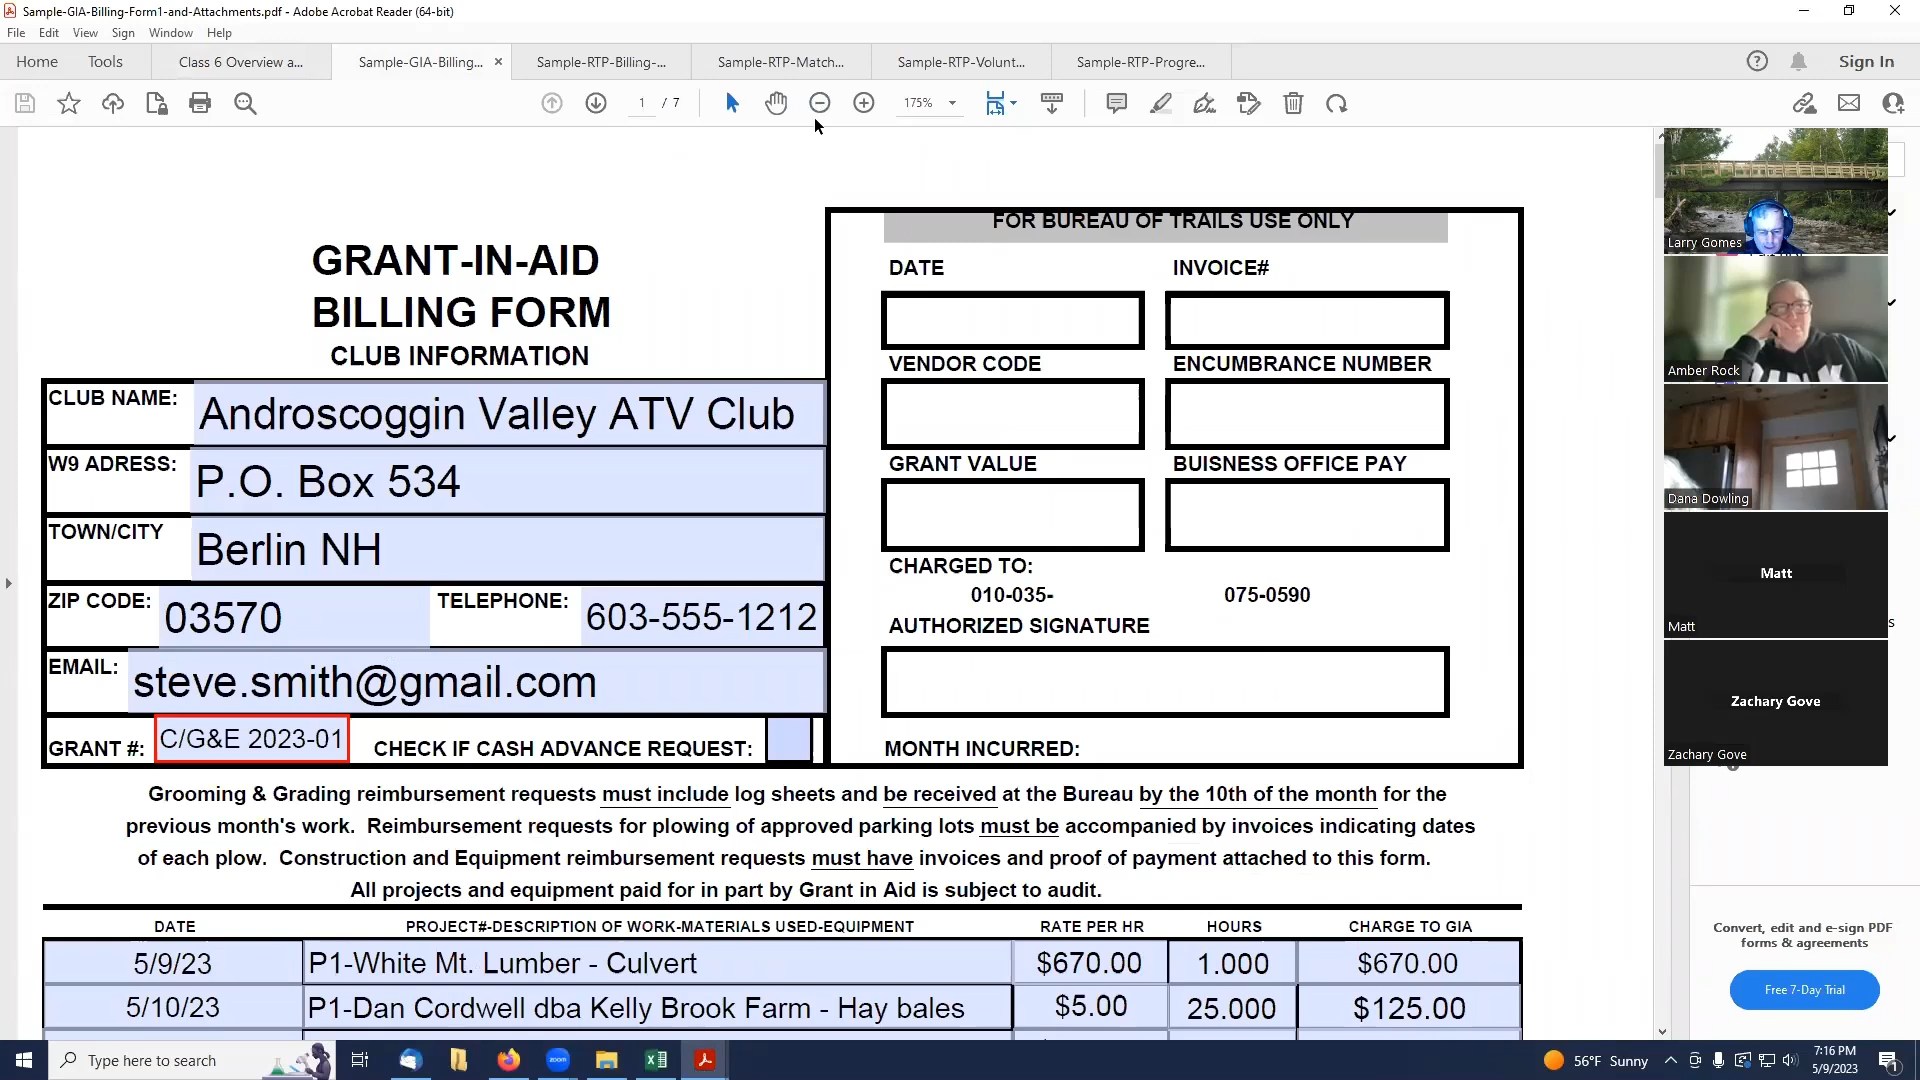 Sample-GIA-Billing-Form1-and-Attachments.pdf - Adobe Acrobat Reader (64-bit)
File Edit View Sign Window Help
Home Tools Class 6 Overview a... Sample-GIA-Billing... × Sample-RTP-Billing-... Sample-RTP-Match... Sample-RTP-Volunt... Sample-RTP-Progre... Sign In
1 / 7 175%
FOR BUREAU OF TRAILS USE ONLY
GRANT-IN-AID
BILLING FORM
CLUB INFORMATION
DATE INVOICE#
VENDOR CODE ENCUMBRANCE NUMBER
CLUB NAME: Androscoggin Valley ATV Club
W9 ADRESS: P.O. Box 534
GRANT VALUE BUISNESS OFFICE PAY
TOWN/CITY Berlin NH
CHARGED TO:
010-035- 075-0590
ZIP CODE: 03570 TELEPHONE: 603-555-1212
AUTHORIZED SIGNATURE
EMAIL: steve.smith@gmail.com
GRANT #: C/G&E 2023-01 CHECK IF CASH ADVANCE REQUEST:
MONTH INCURRED:
Grooming & Grading reimbursement requests must include log sheets and be received at the Bureau by the 10th of the month for the
previous month's work. Reimbursement requests for plowing of approved parking lots must be accompanied by invoices indicating dates
of each plow. Construction and Equipment reimbursement requests must have invoices and proof of payment attached to this form.
All projects and equipment paid for in part by Grant in Aid is subject to audit.
DATE PROJECT#-DESCRIPTION OF WORK-MATERIALS USED-EQUIPMENT RATE PER HR HOURS CHARGE TO GIA
5/9/23 P1-White Mt. Lumber - Culvert $670.00 1.000 $670.00
5/10/23 P1-Dan Cordwell dba Kelly Brook Farm - Hay bales $5.00 25.000 $125.00
Larry Gomes
Amber Rock
Dana Dowling
Matt
Matt
Zachary Gove
Zachary Gove
s
Convert, edit and e-sign PDF
forms & agreements
Free 7-Day Trial
Type here to search
zoom
56°F Sunny
7:16 PM
5/9/2023
1